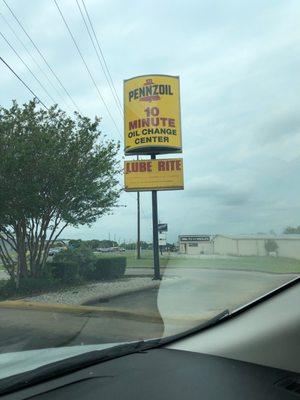 PENNZOIL
10
MINUTE
OIL CHANGE
CENTER
LUBE RITE